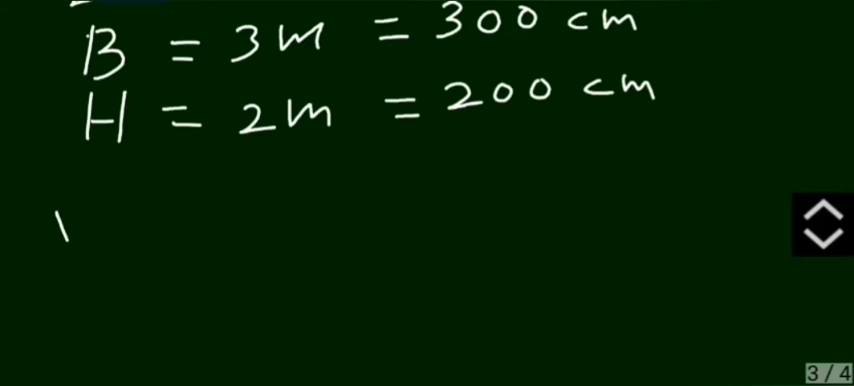 B = 3m = 300 cm
H = 2m = 200 cm
3 / 4